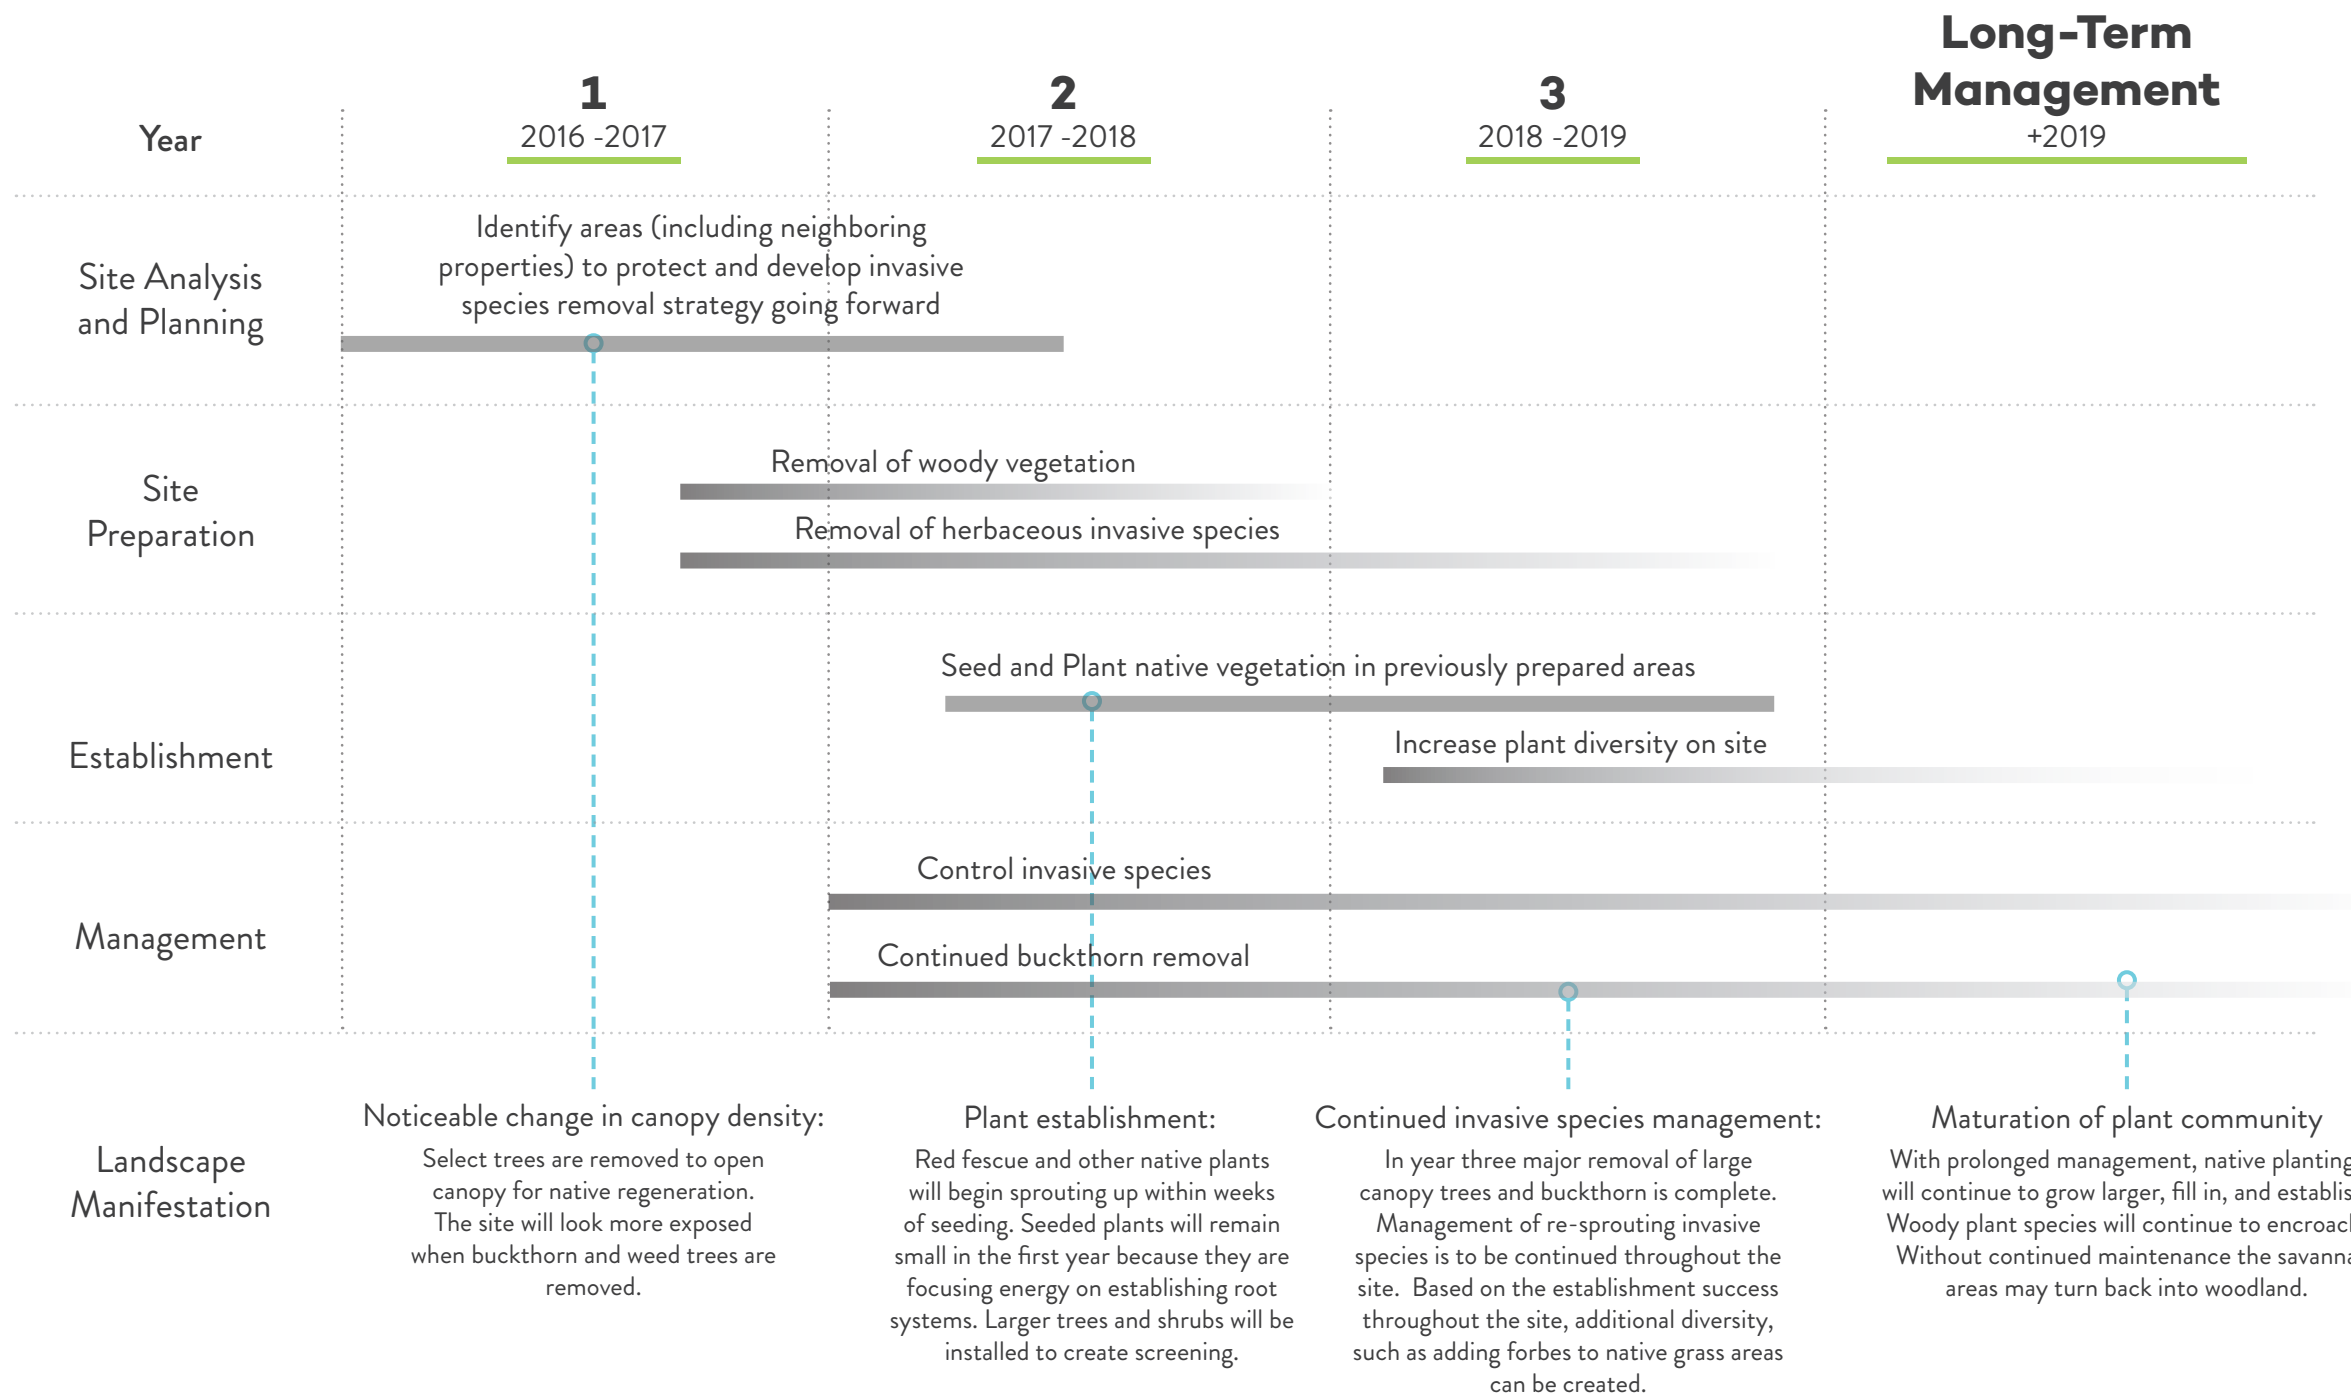 Year
1
2016 -2017
2
2017 -2018
3
2018 -2019
Long-Term
Management
+2019
Site Analysis
and Planning
Identify areas (including neighboring
properties) to protect and develop invasive
species removal strategy going forward
Site
Preparation
Removal of woody vegetation
Removal of herbaceous invasive species
Establishment
Seed and Plant native vegetation in previously prepared areas
Increase plant diversity on site
Management
Control invasive species
Continued buckthorn removal
Landscape
Manifestation
Noticeable change in canopy density:
Select trees are removed to open
canopy for native regeneration.
The site will look more exposed
when buckthorn and weed trees are
removed.
Plant establishment:
Red fescue and other native plants
will begin sprouting up within weeks
of seeding. Seeded plants will remain
small in the first year because they are
focusing energy on establishing root
systems. Larger trees and shrubs will be
installed to create screening.
Continued invasive species management:
In year three major removal of large
canopy trees and buckthorn is complete.
Management of re-sprouting invasive
species is to be continued throughout the
site. Based on the establishment success
throughout the site, additional diversity,
such as adding forbes to native grass areas
can be created.
Maturation of plant community
With prolonged management, native planting
will continue to grow larger, fill in, and establis
Woody plant species will continue to encroac
Without continued maintenance the savanna
areas may turn back into woodland.